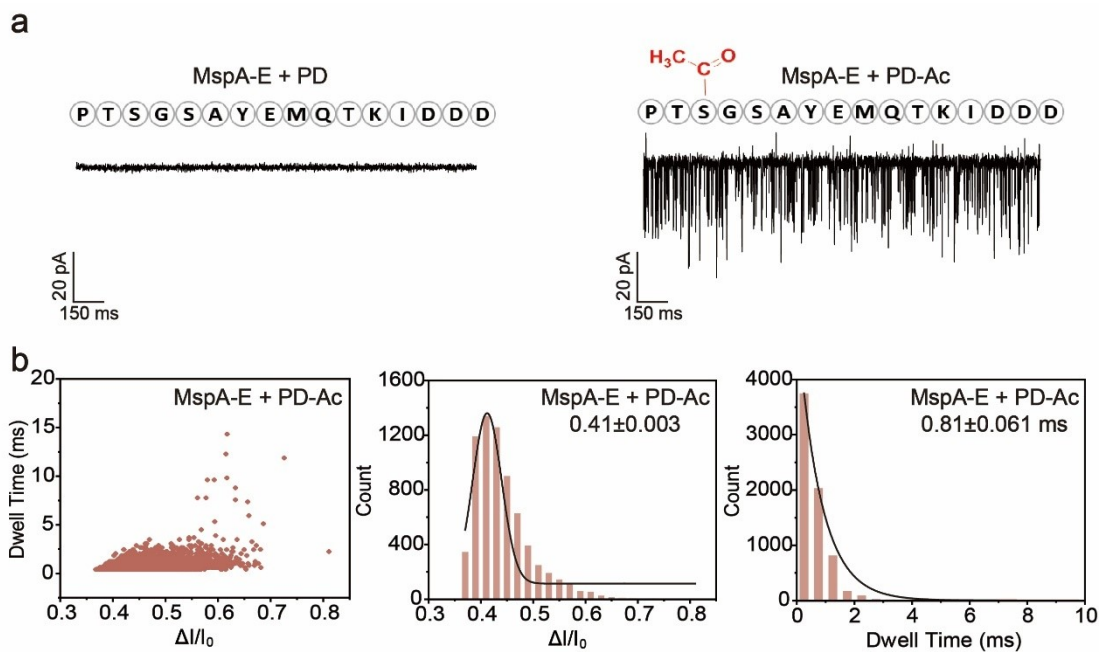 a
MspA-E + PD
P T S G S A Y E M Q T K I D D D
20 pA
150 ms
H₃C C O
MspA-E + PD-Ac
P T S G S A Y E M Q T K I D D D
20 pA
150 ms
b
20
15
10
5
0
Dwell Time (ms)
MspA-E + PD-Ac
0.3 0.4 0.5 0.6 0.7 0.8
ΔI/I₀
1600
1200
800
400
0
Count
MspA-E + PD-Ac
0.41±0.003
0.3 0.4 0.5 0.6 0.7 0.8
ΔI/I₀
4000
3000
2000
1000
0
Count
MspA-E + PD-Ac
0.81±0.061 ms
0 2 4 6 8 10
Dwell Time (ms)